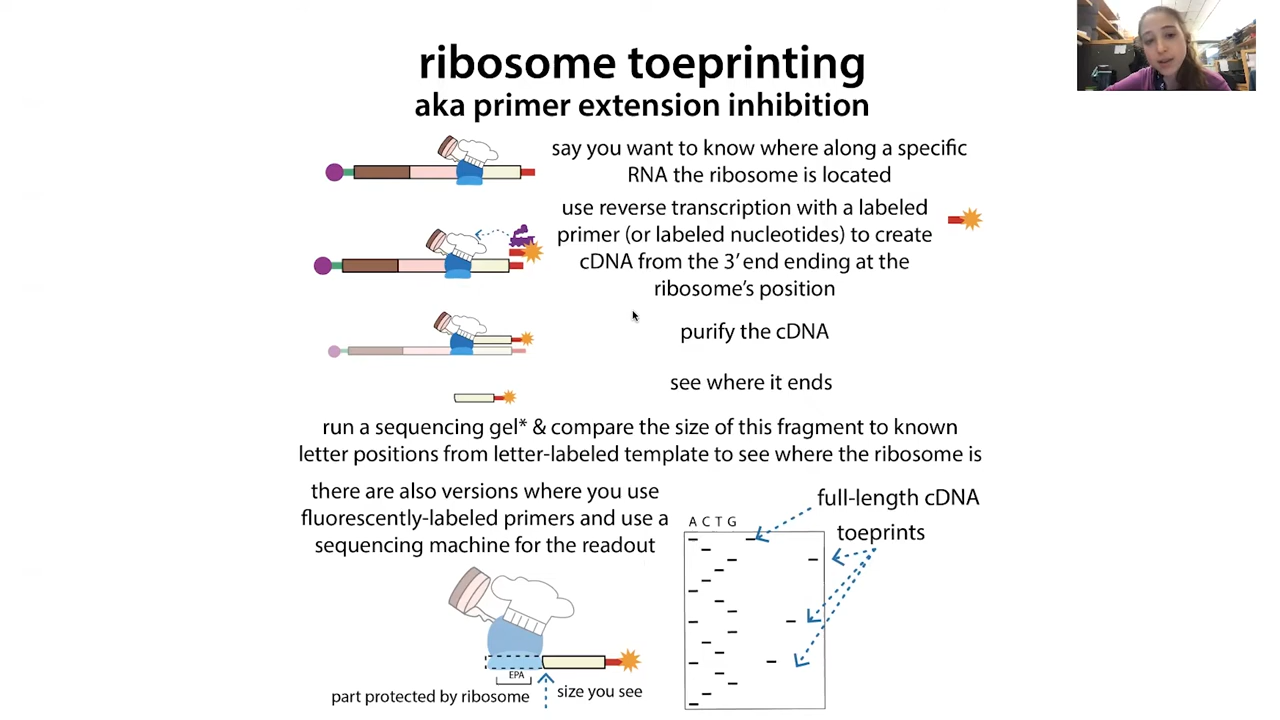 ribosome toeprinting
aka primer extension inhibition
say you want to know where along a specific
RNA the ribosome is located
use reverse transcription with a labeled
primer (or labeled nucleotides) to create
cDNA from the 3’ end ending at the
ribosome’s position
purify the cDNA
see where it ends
run a sequencing gel* & compare the size of this fragment to known
letter positions from letter-labeled template to see where the ribosome is
there are also versions where you use
fluorescently-labeled primers and use a
sequencing machine for the readout
EPA
part protected by ribosome
size you see
full-length cDNA
A C T G
toeprints